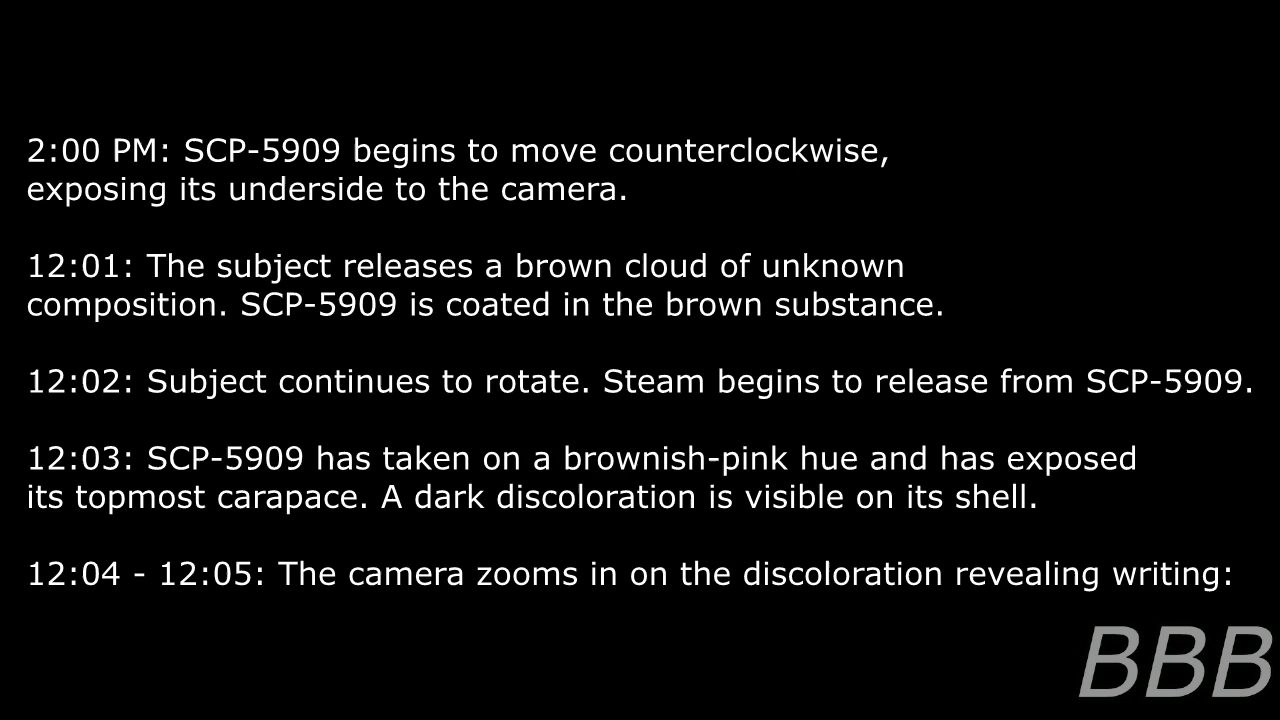 2:00 PM: SCP-5909 begins to move counterclockwise,
exposing its underside to the camera.
12:01: The subject releases a brown cloud of unknown
composition. SCP-5909 is coated in the brown substance.
12:02: Subject continues to rotate. Steam begins to release from SCP-5909.
12:03: SCP-5909 has taken on a brownish-pink hue and has exposed
its topmost carapace. A dark discoloration is visible on its shell.
12:04 - 12:05: The camera zooms in on the discoloration revealing writing:
BBB